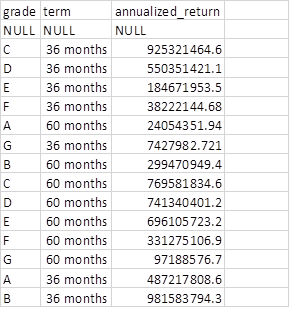 grade term annualized_return
NULL NULL NULL
C 36 months 925321464.6
D 36 months 550351421.1
E 36 months 184671953.5
F 36 months 38222144.68
A 60 months 24054351.94
G 36 months 7427982.721
B 60 months 299470949.4
C 60 months 769581834.6
D 60 months 741340401.2
E 60 months 696105723.2
F 60 months 331275106.9
G 60 months 97188576.7
A 36 months 487217808.6
B 36 months 981583794.3